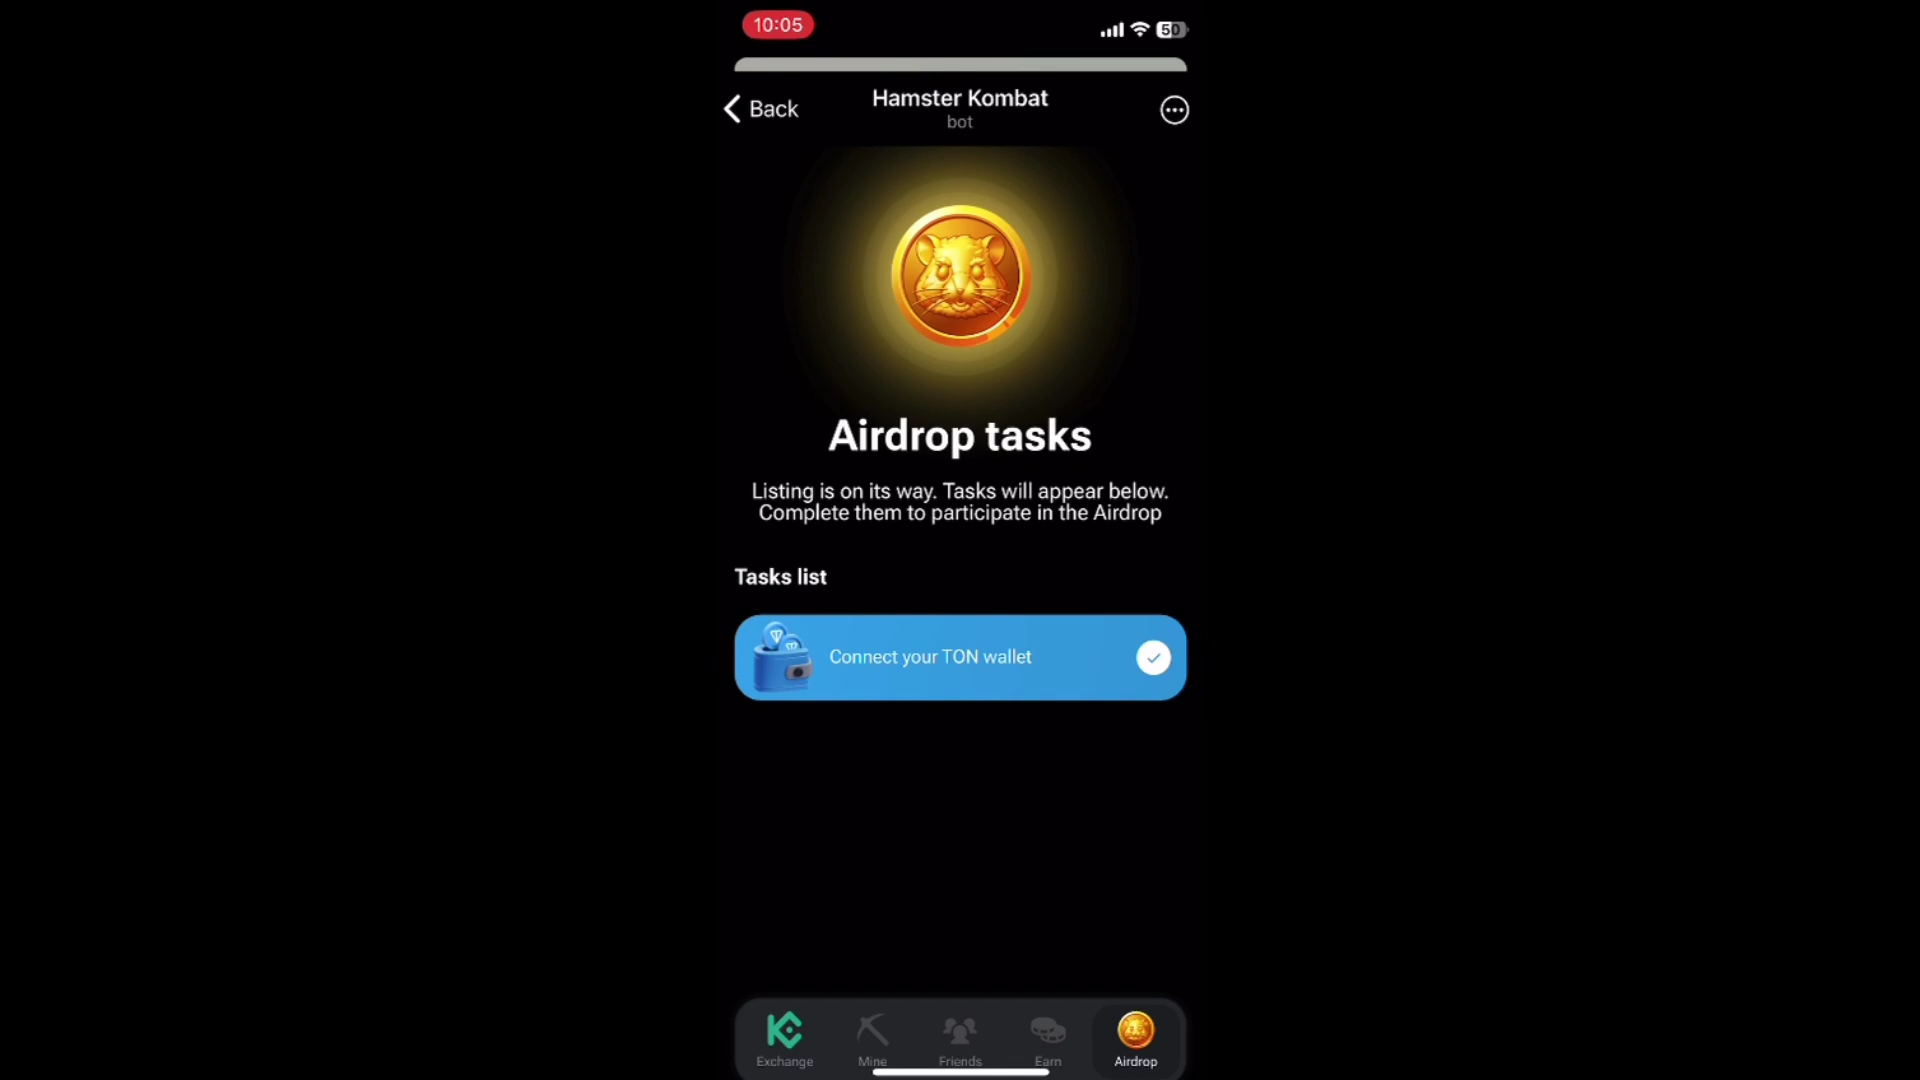 10:05
50
Back
Hamster Kombat
bot
Airdrop tasks
Listing is on its way. Tasks will appear below.
Complete them to participate in the Airdrop
Tasks list
Connect your TON wallet
Exchange
Mine
Friends
Earn
Airdrop